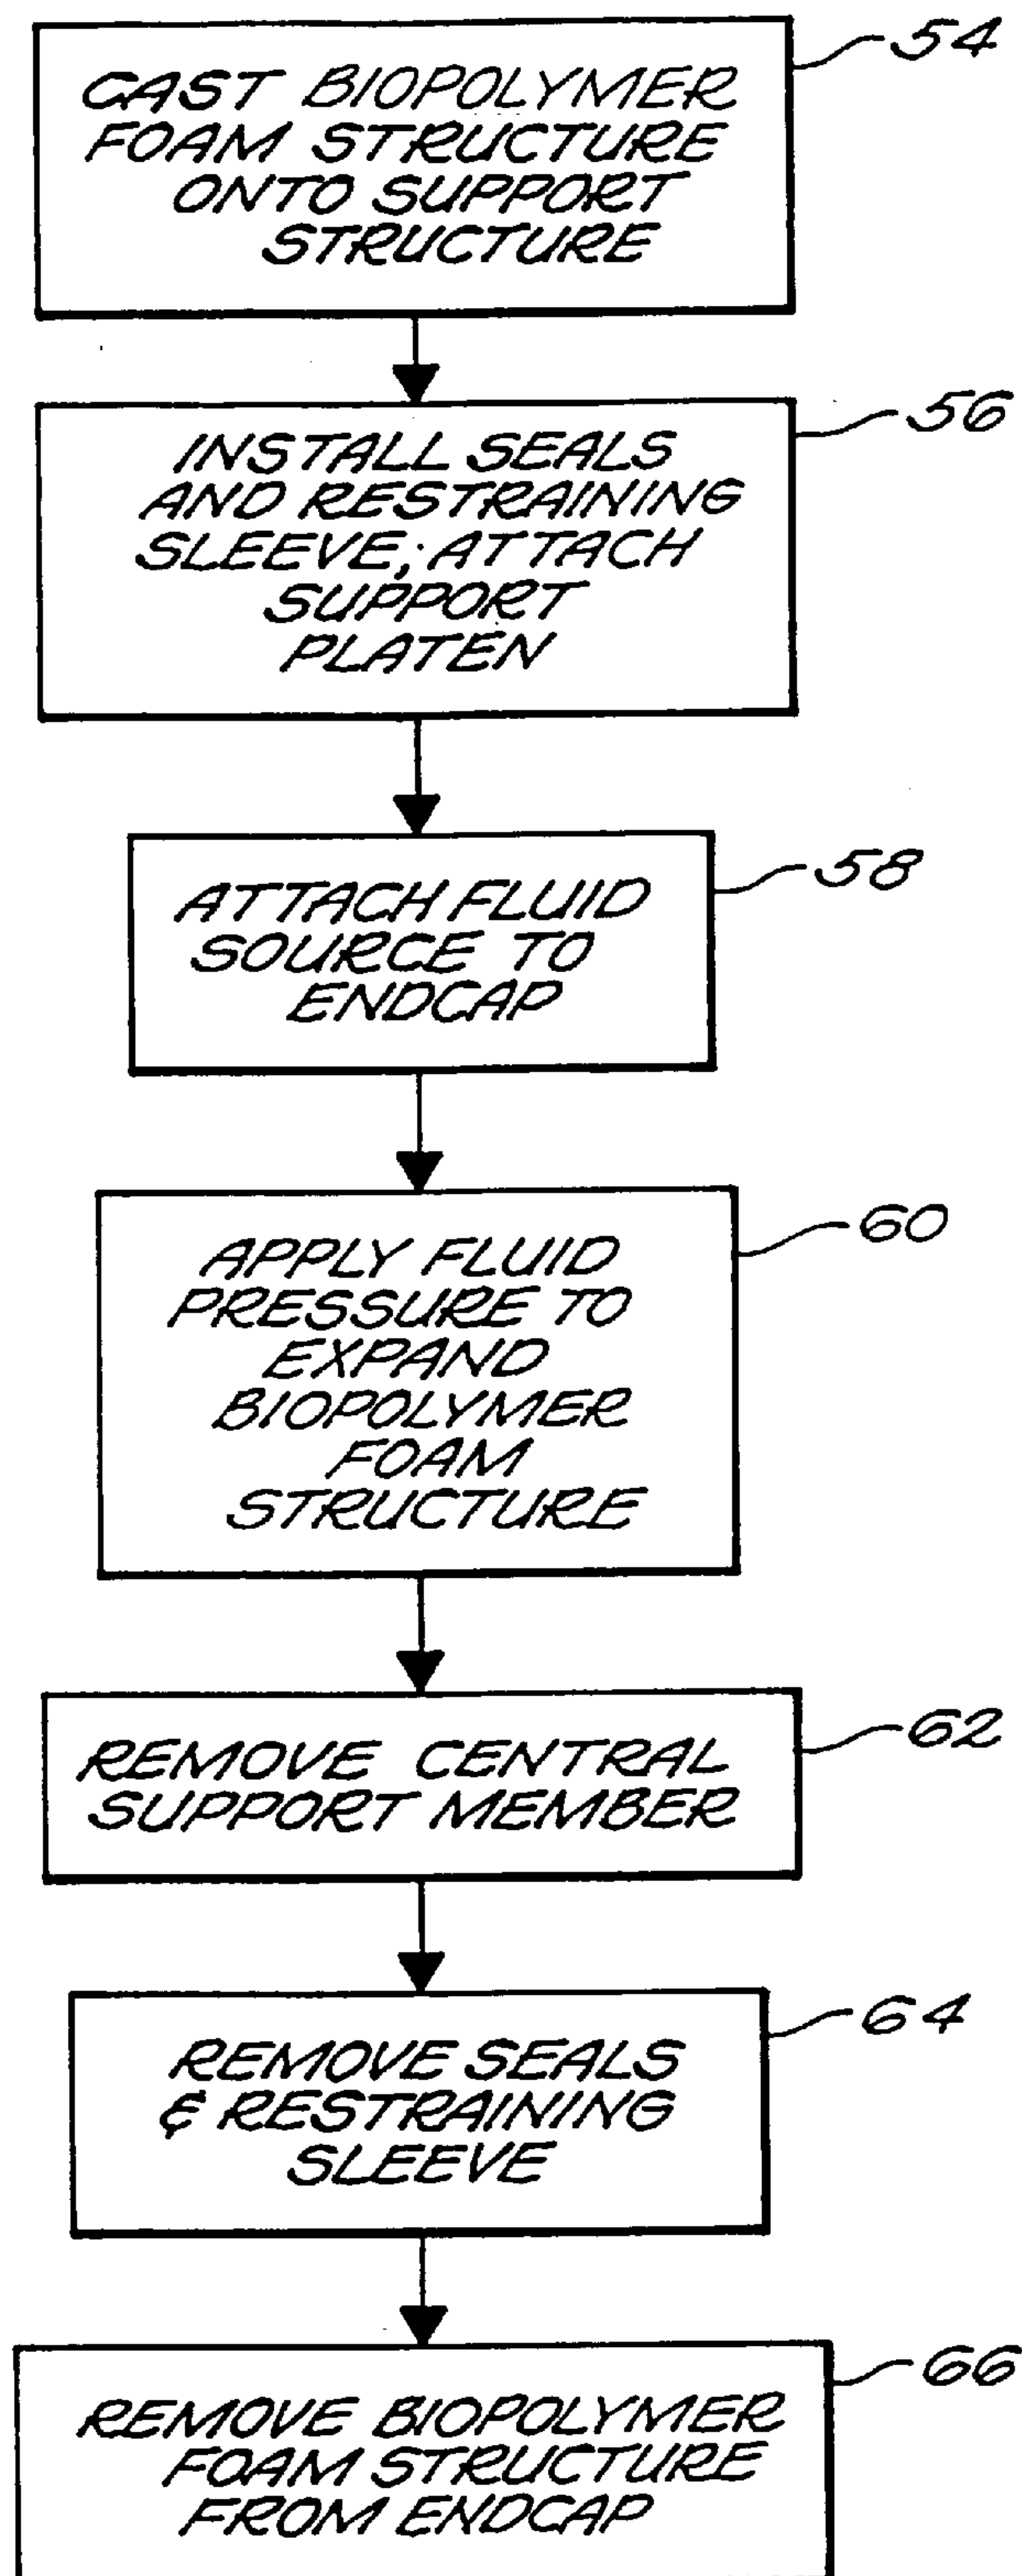 54
CAST BIOPOLYMER
FOAM STRUCTURE
ONTO SUPPORT
STRUCTURE
56
INSTALL SEALS
AND RESTRAINING
SLEEVE; ATTACH
SUPPORT
PLATEN
58
ATTACH FLUID
SOURCE TO
ENDCAP
60
APPLY FLUID
PRESSURE TO
EXPAND
BIOPOLYMER
FOAM
STRUCTURE
62
REMOVE CENTRAL
SUPPORT MEMBER
64
REMOVE SEALS
& RESTRAINING
SLEEVE
66
REMOVE BIOPOLYMER
FOAM STRUCTURE
FROM ENDCAP